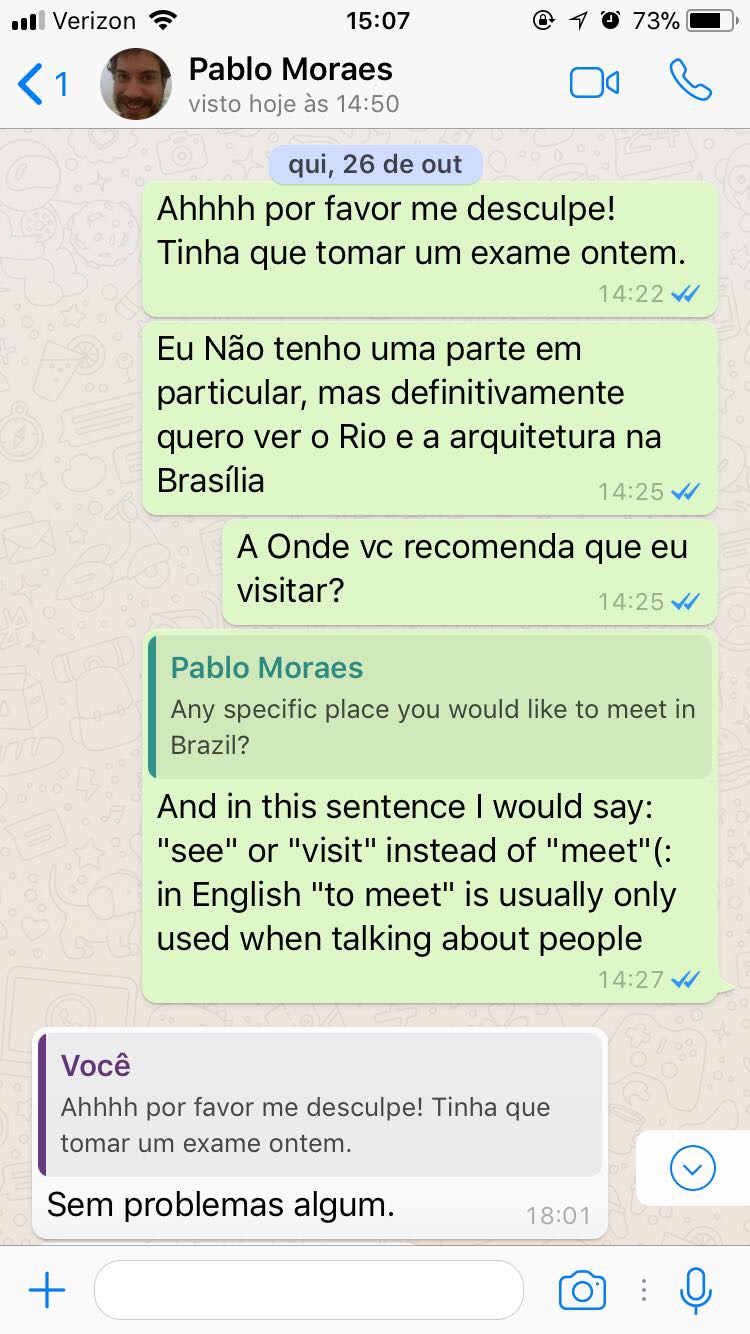 Verizon 15:07 73%
1 Pablo Moraes
visto hoje às 14:50
qui, 26 de out
Ahhhh por favor me desculpe!
Tinha que tomar um exame ontem.
14:22
Eu Não tenho uma parte em
particular, mas definitivamente
quero ver o Rio e a arquitetura na
Brasília
14:25
A Onde vc recomenda que eu
visitar?
14:25
Pablo Moraes
Any specific place you would like to meet in
Brazil?
And in this sentence I would say:
"see" or "visit" instead of "meet"(:
in English "to meet" is usually only
used when talking about people
14:27
Você
Ahhhh por favor me desculpe! Tinha que
tomar um exame ontem.
Sem problemas algum.
18:01